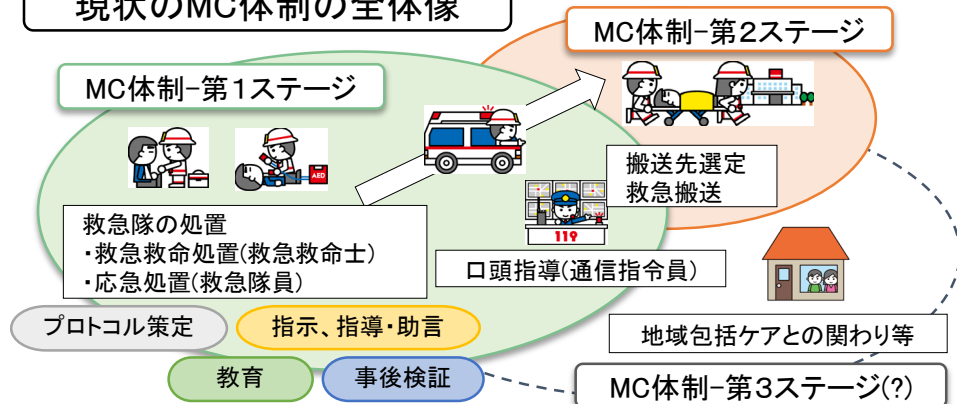 現状のMC体制の全体像
MC体制-第2ステージ
MC体制-第1ステージ
AED
搬送先選定
救急搬送
119
救急隊の処置
・救急救命処置(救急救命士)
・応急処置(救急隊員)
口頭指導(通信指令員)
プロトコル策定
指示、指導・助言
地域包括ケアとの関わり等
教育
事後検証
MC体制-第3ステージ(?)